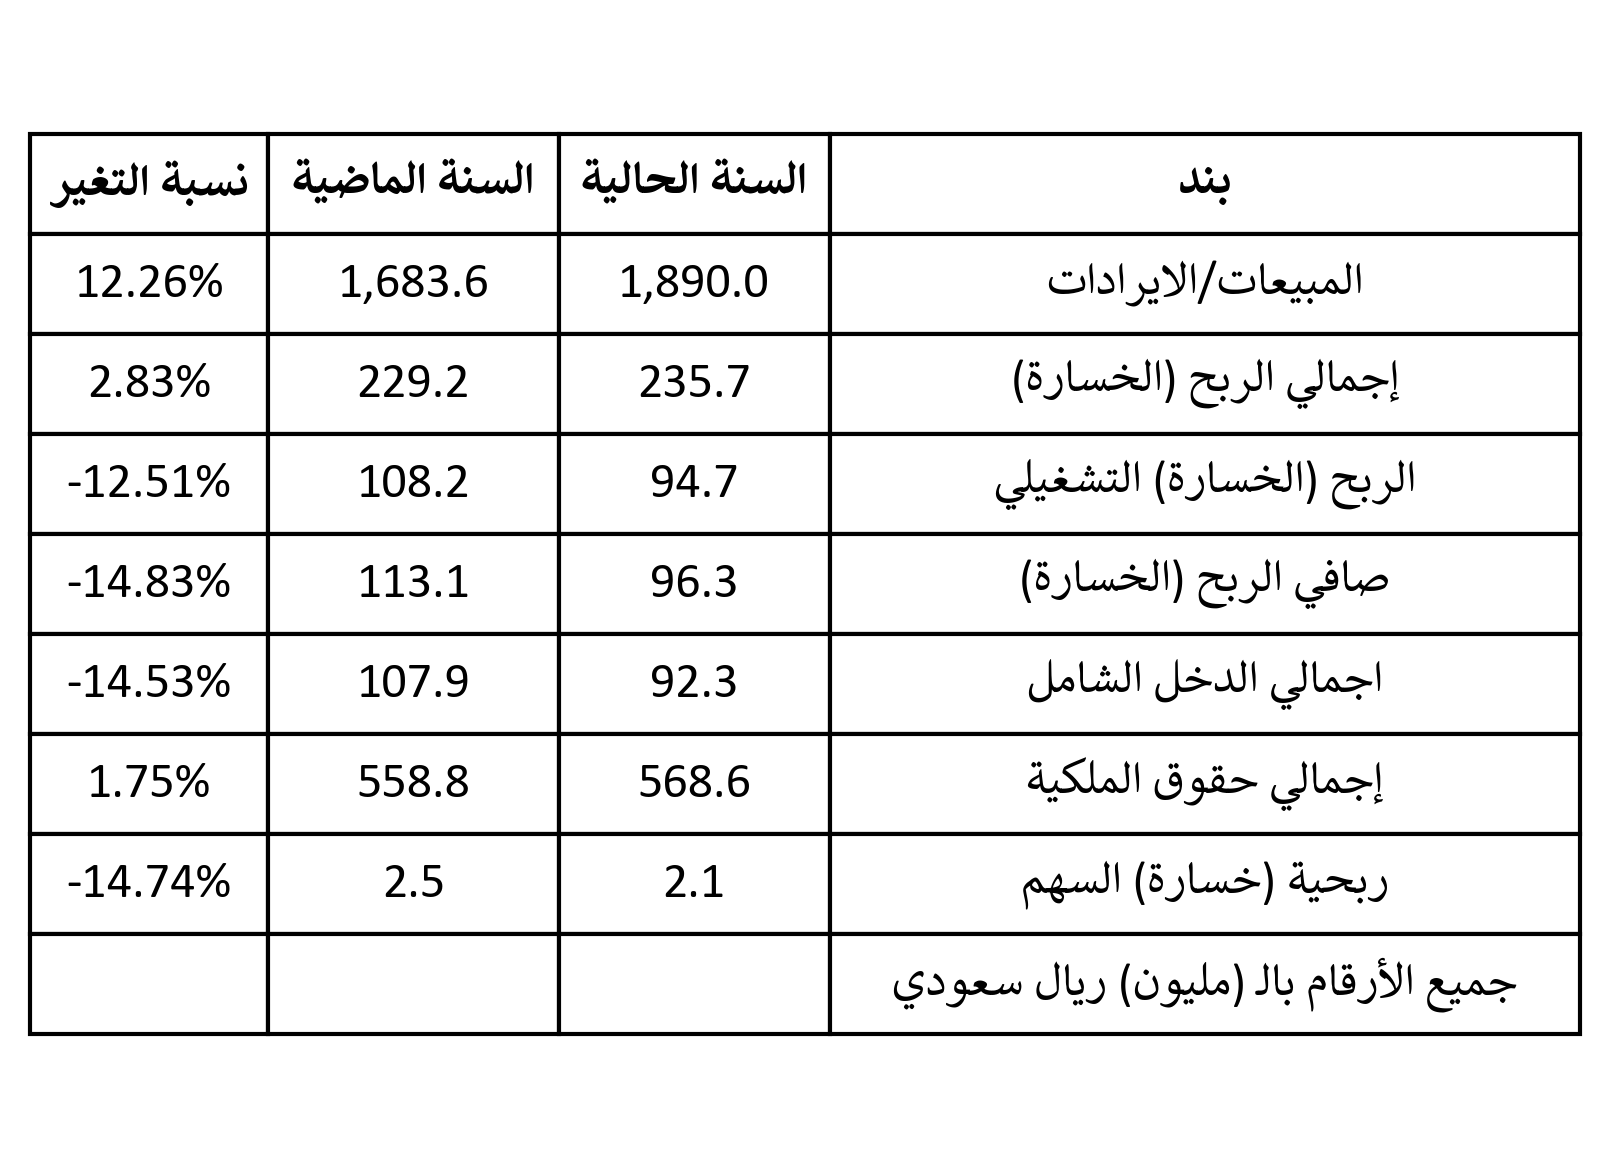 بند السنة الحالية السنة الماضية نسبة التغير
المبيعات/الايرادات 1,890.0 1,683.6 12.26%
إجمالي الربح (الخسارة) 235.7 229.2 2.83%
الربح (الخسارة) التشغيلي 94.7 108.2 -12.51%
صافي الربح (الخسارة) 96.3 113.1 -14.83%
اجمالي الدخل الشامل 92.3 107.9 -14.53%
إجمالي حقوق الملكية 568.6 558.8 1.75%
ربحية (خسارة) السهم 2.1 2.5 -14.74%
جميع الأرقام بالـ (مليون) ريال سعودي